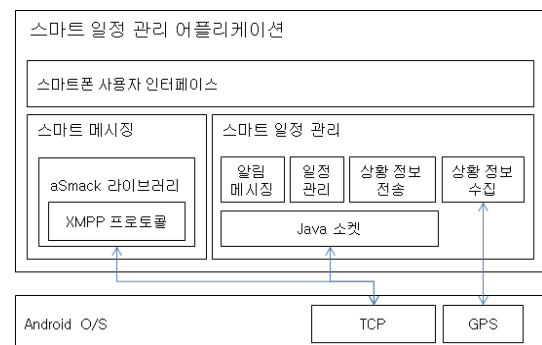 스마트 일정 관리 어플리케이션
스마트폰 사용자 인터페이스
스마트 메시징
aSmack 라이브러리
XMPP 프로토콜
스마트 일정 관리
알림
메시징
일정
관리
상황 정보
전송
상황 정보
수집
Java 소켓
Android O/S
TCP
GPS